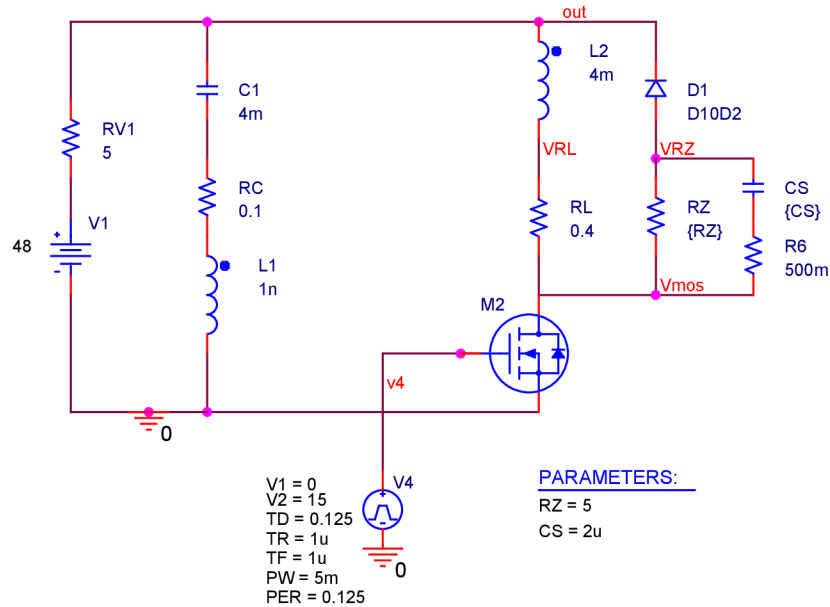 out
L2
4m
C1
4m
D1
D10D2
RV1
5
VRL
VRZ
RC
0.1
CS
{CS}
RL
0.4
RZ
{RZ}
V1
+
-
48
R6
500m
L1
1n
Vmos
M2
v4
0
V1 = 0
V2 = 15
TD = 0.125
TR = 1u
TF = 1u
PW = 5m
PER = 0.125
V4
+
-
0
PARAMETERS:
RZ = 5
CS = 2u